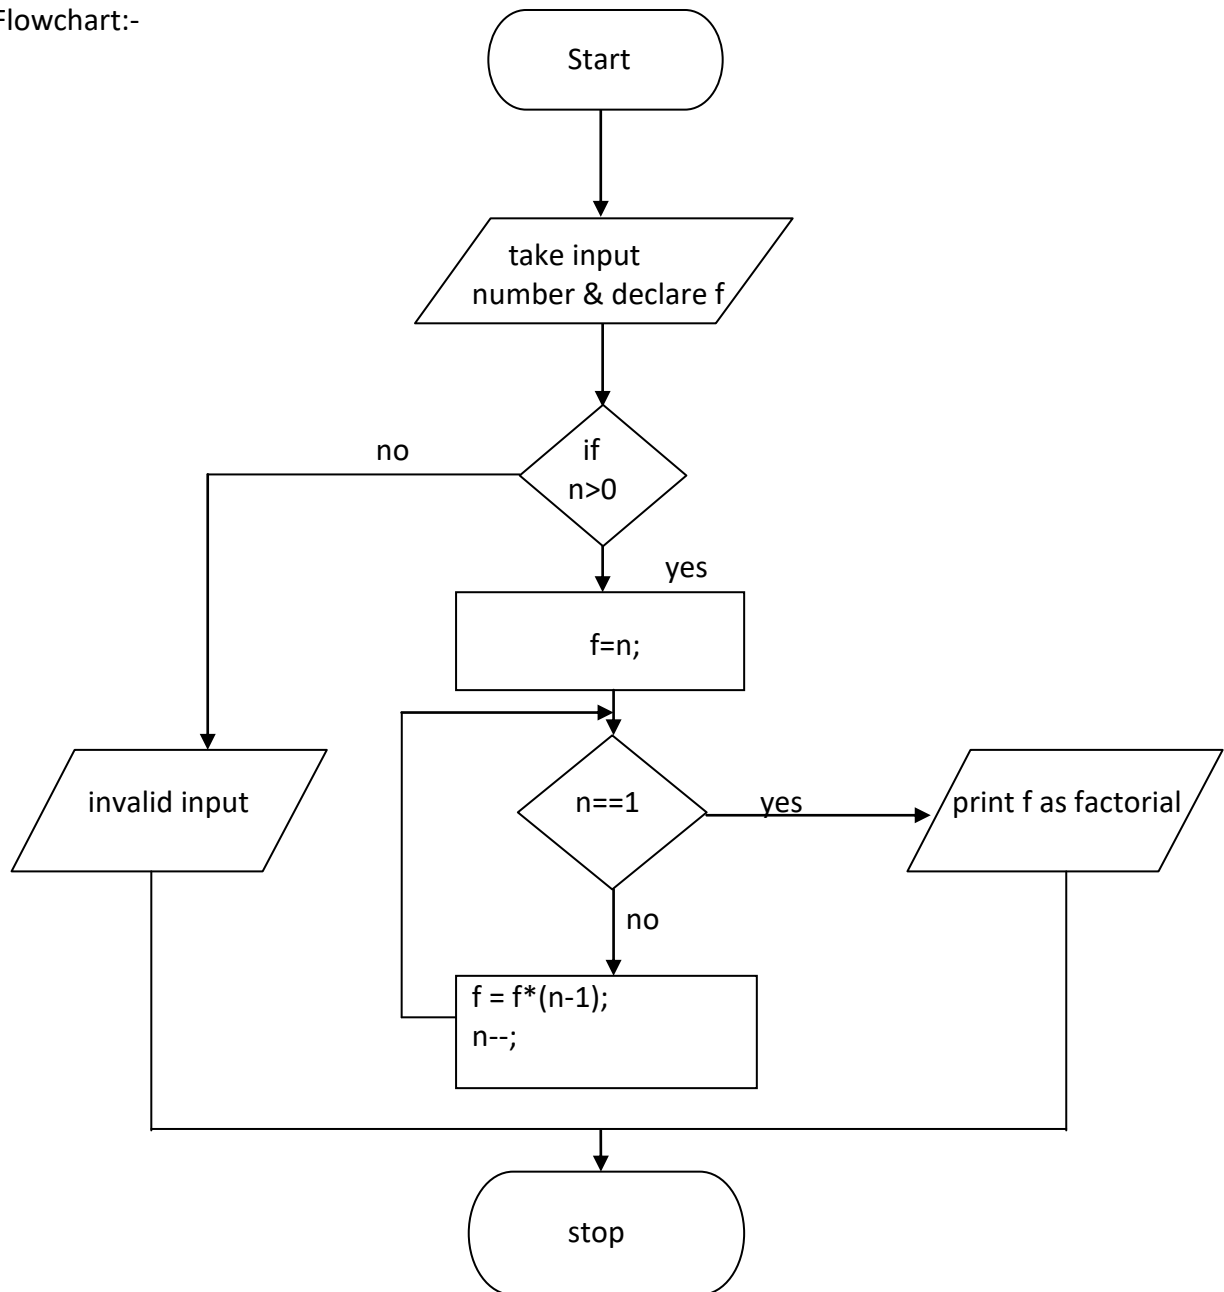 Flowchart:-
Start
take input
number & declare f
no
if
n>0
yes
f=n;
invalid input
n==1
yes
print f as factorial
no
f = f*(n-1);
n--;
stop